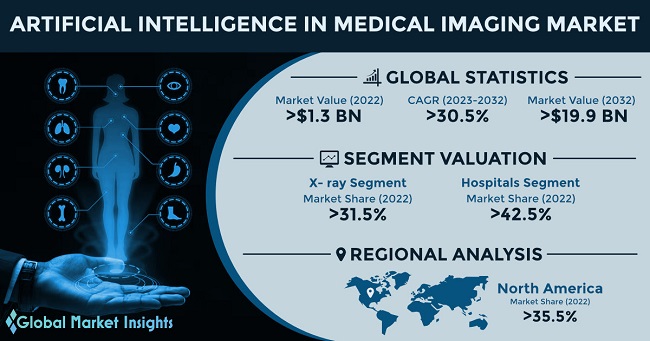 ARTIFICIAL INTELLIGENCE IN MEDICAL IMAGING MARKET
GLOBAL STATISTICS
Market Value (2022)
>$1.3 BN
CAGR (2023-2032)
>30.5%
Market Value (2032)
>$19.9 BN
SEGMENT VALUATION
X- ray Segment
Market Share (2022)
>31.5%
Hospitals Segment
Market Share (2022)
>42.5%
REGIONAL ANALYSIS
North America
Market Share (2022)
>35.5%
Global Market Insights